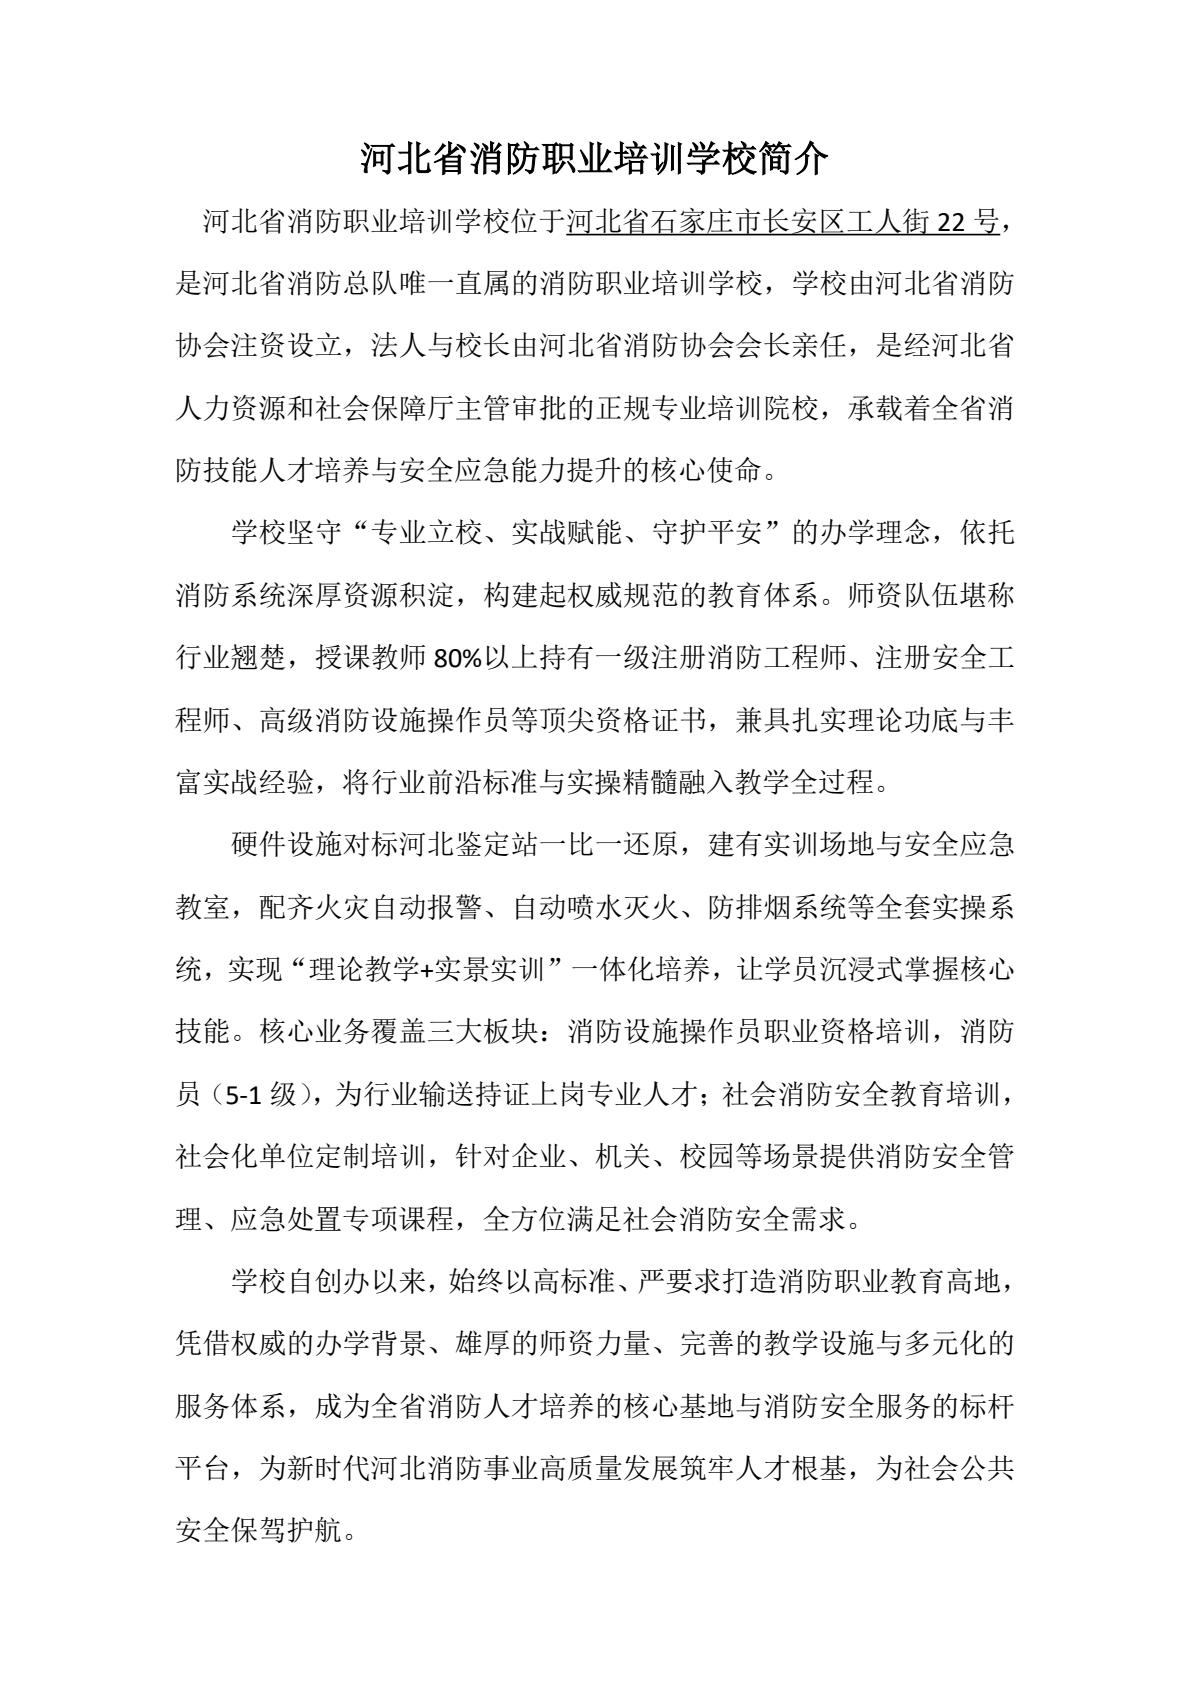 河北省消防职业培训学校简介
河北省消防职业培训学校位于河北省石家庄市长安区工人街 22 号，
是河北省消防总队唯一直属的消防职业培训学校，学校由河北省消防
协会注资设立，法人与校长由河北省消防协会会长亲任，是经河北省
人力资源和社会保障厅主管审批的正规专业培训院校，承载着全省消
防技能人才培养与安全应急能力提升的核心使命。
学校坚守“专业立校、实战赋能、守护平安”的办学理念，依托
消防系统深厚资源积淀，构建起权威规范的教育体系。师资队伍堪称
行业翘楚，授课教师 80%以上持有一级注册消防工程师、注册安全工
程师、高级消防设施操作员等顶尖资格证书，兼具扎实理论功底与丰
富实战经验，将行业前沿标准与实操精髓融入教学全过程。
硬件设施对标河北鉴定站一比一还原，建有实训场地与安全应急
教室，配齐火灾自动报警、自动喷水灭火、防排烟系统等全套实操系
统，实现“理论教学+实景实训”一体化培养，让学员沉浸式掌握核心
技能。核心业务覆盖三大板块：消防设施操作员职业资格培训，消防
员（5-1 级），为行业输送持证上岗专业人才；社会消防安全教育培训，
社会化单位定制培训，针对企业、机关、校园等场景提供消防安全管
理、应急处置专项课程，全方位满足社会消防安全需求。
学校自创办以来，始终以高标准、严要求打造消防职业教育高地，
凭借权威的办学背景、雄厚的师资力量、完善的教学设施与多元化的
服务体系，成为全省消防人才培养的核心基地与消防安全服务的标杆
平台，为新时代河北消防事业高质量发展筑牢人才根基，为社会公共
安全保驾护航。